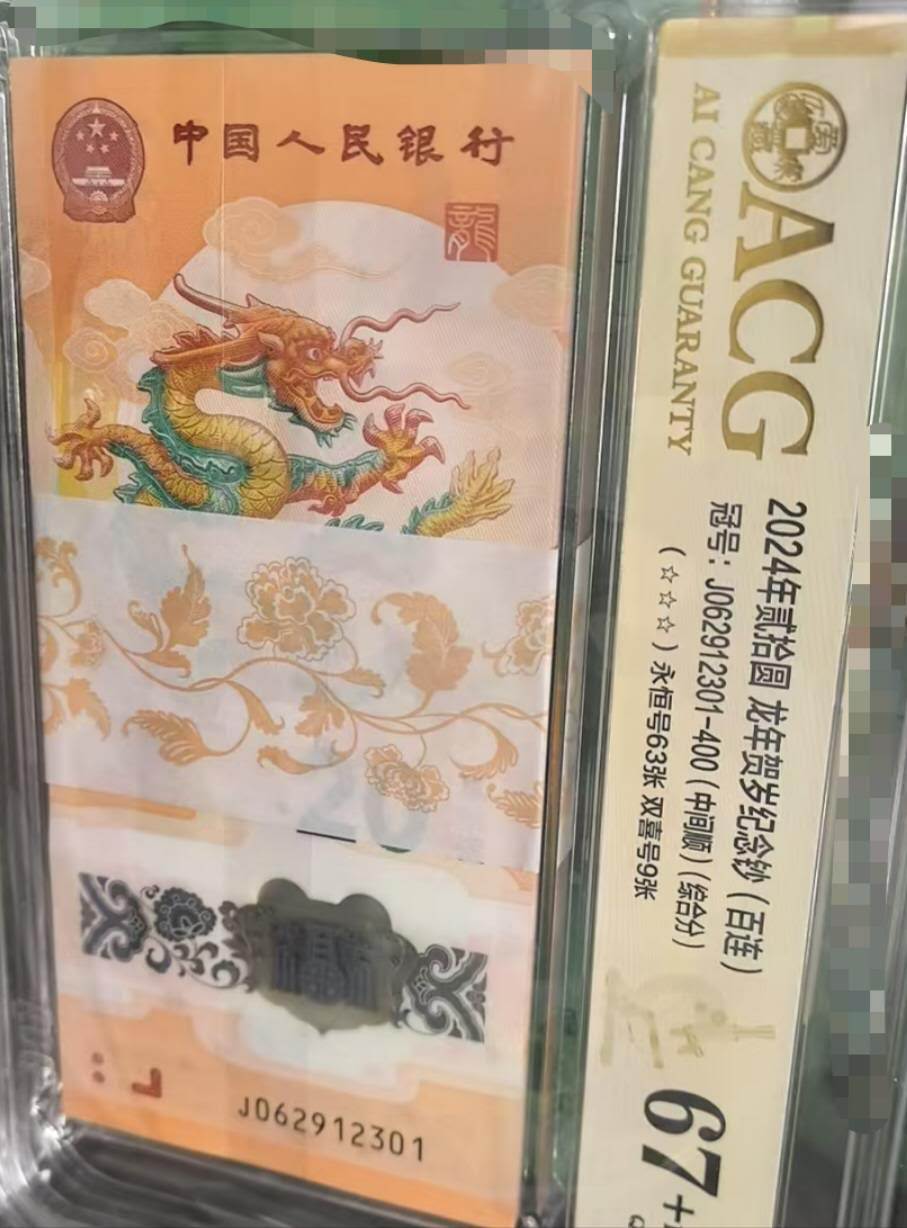 中国人民银行
龍
J062912301
ACG
AI CANG GUARANTY
2024年贰拾圆 龙年贺岁纪念钞（百连）
冠号：J062912301-400（中间顺）（综合分）
（☆☆☆）永恒号63张 双喜号9张
67+